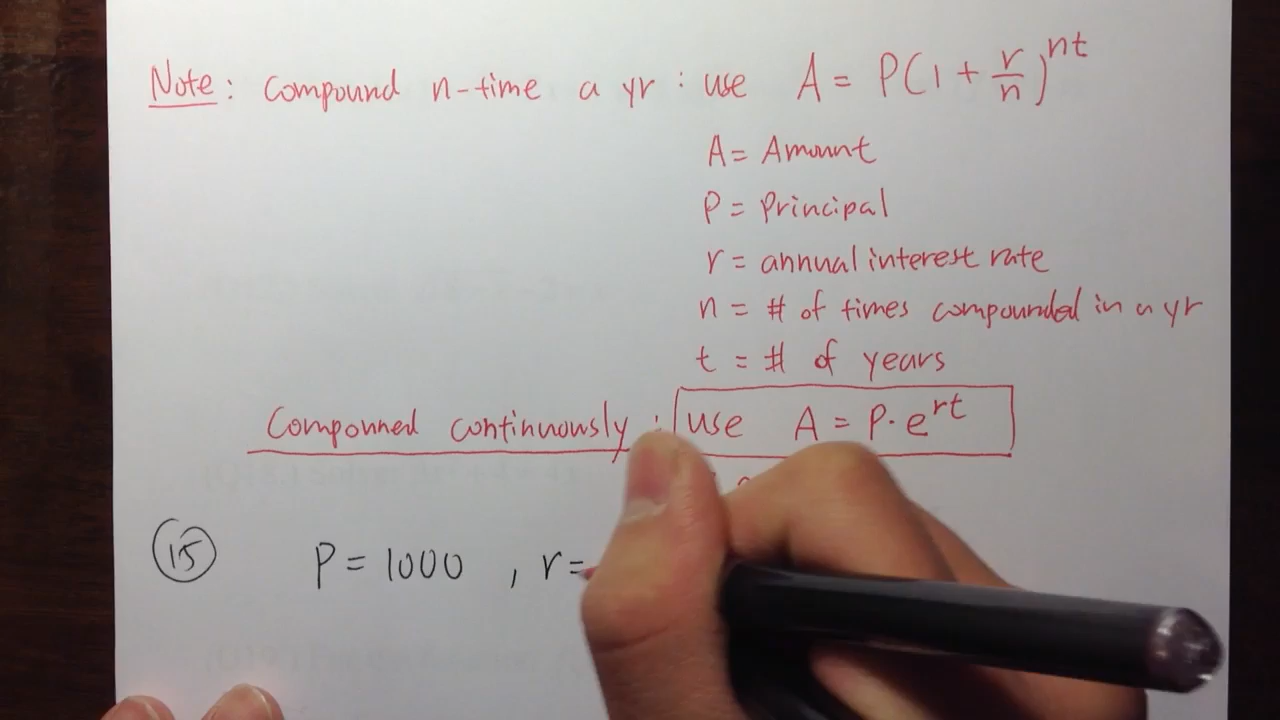 Note: Compound n-time a yr : use A = P(1 + r/n)^nt
A = Amount
P = Principal
r = annual interest rate
n = # of times compounded in a yr
t = # of years
Componned continuously : use A = P·e^rt
15 P = 1000 , r =